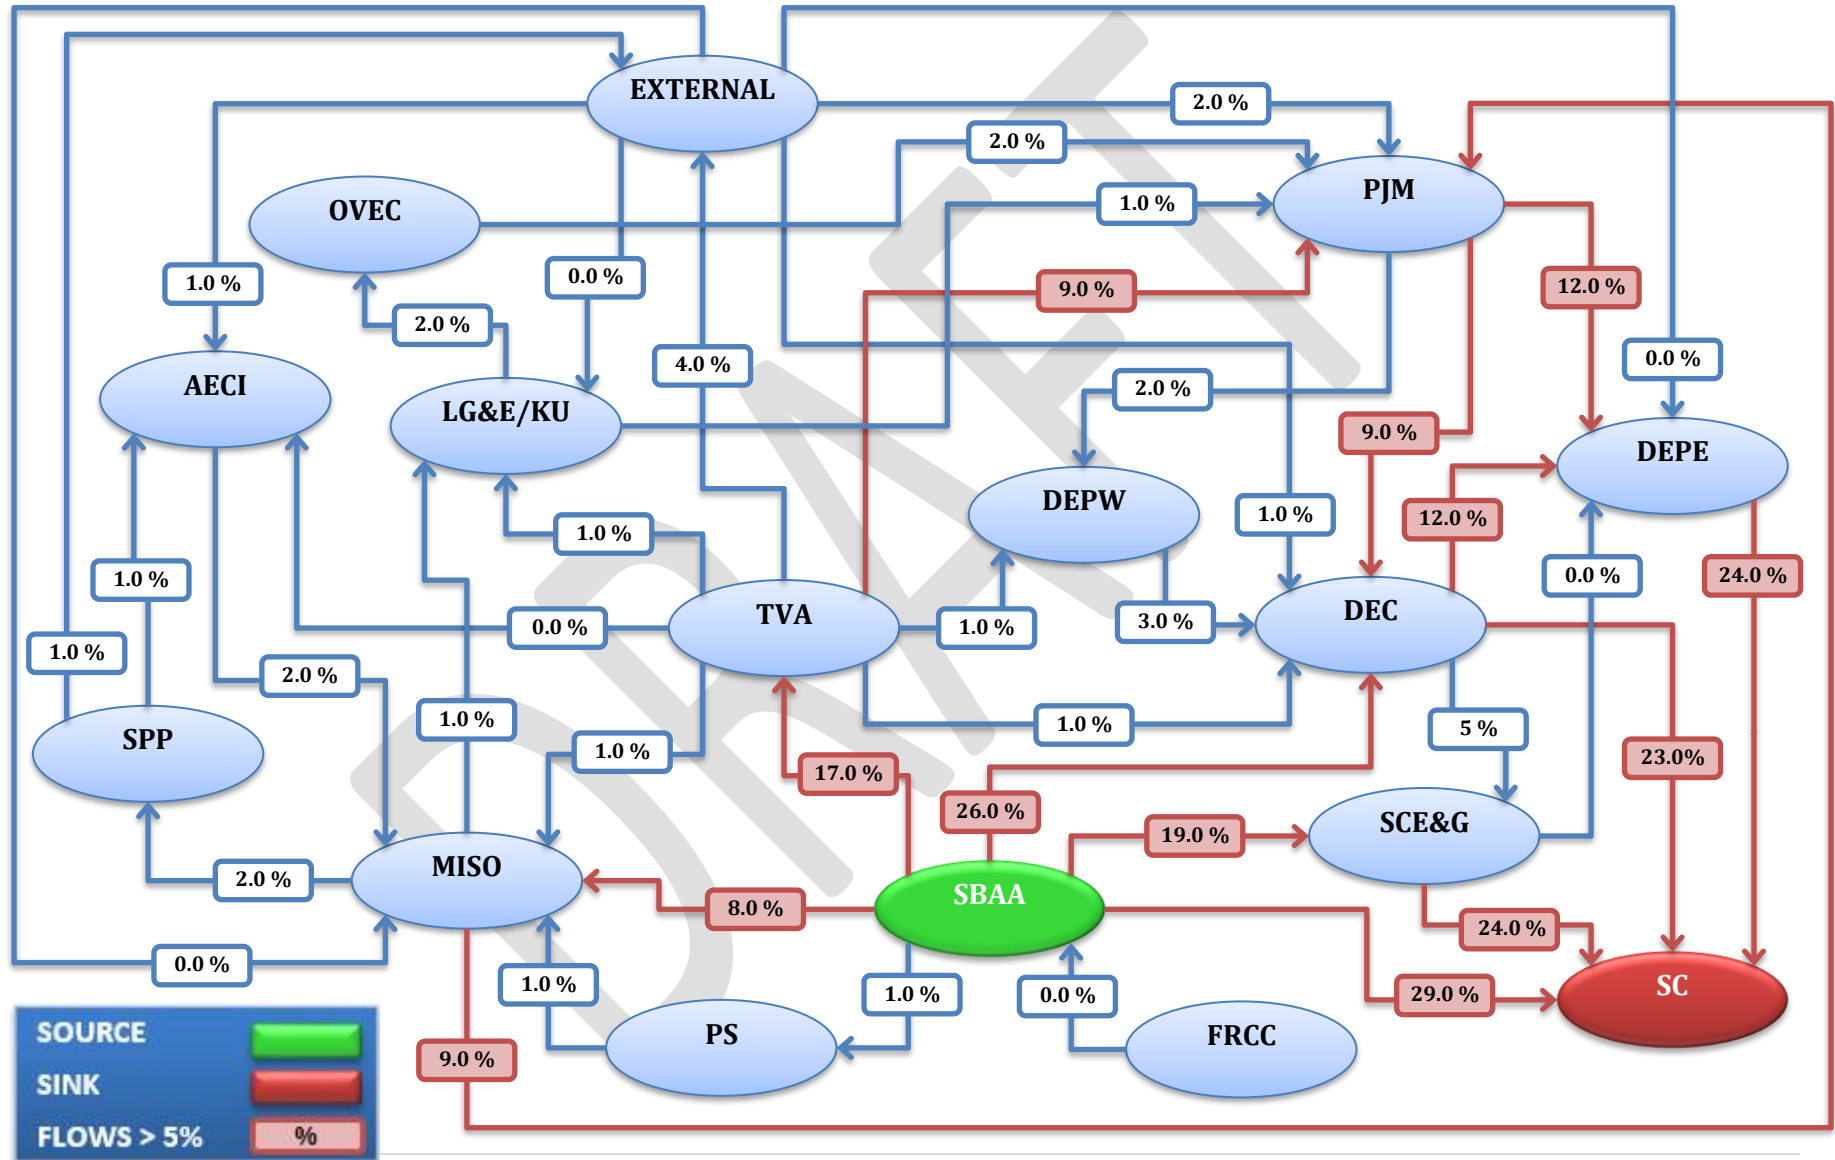 EXTERNAL
2.0 %
2.0 %
PJM
OVEC
1.0 %
1.0 %
0.0 %
9.0 %
12.0 %
2.0 %
4.0 %
0.0 %
AECI
2.0 %
LG&E/KU
9.0 %
DEPE
DEPW
1.0 %
12.0 %
1.0 %
1.0 %
0.0 %
24.0 %
TVA
DEC
0.0 %
1.0 %
3.0 %
1.0 %
2.0 %
1.0 %
1.0 %
5 %
SPP
1.0 %
23.0%
17.0 %
26.0 %
SCE&G
19.0 %
MISO
2.0 %
SBAA
8.0 %
24.0 %
0.0 %
1.0 %
1.0 %
0.0 %
29.0 %
SC
PS
FRCC
9.0 %
SOURCE
SINK
FLOWS > 5%
%
DRAFT